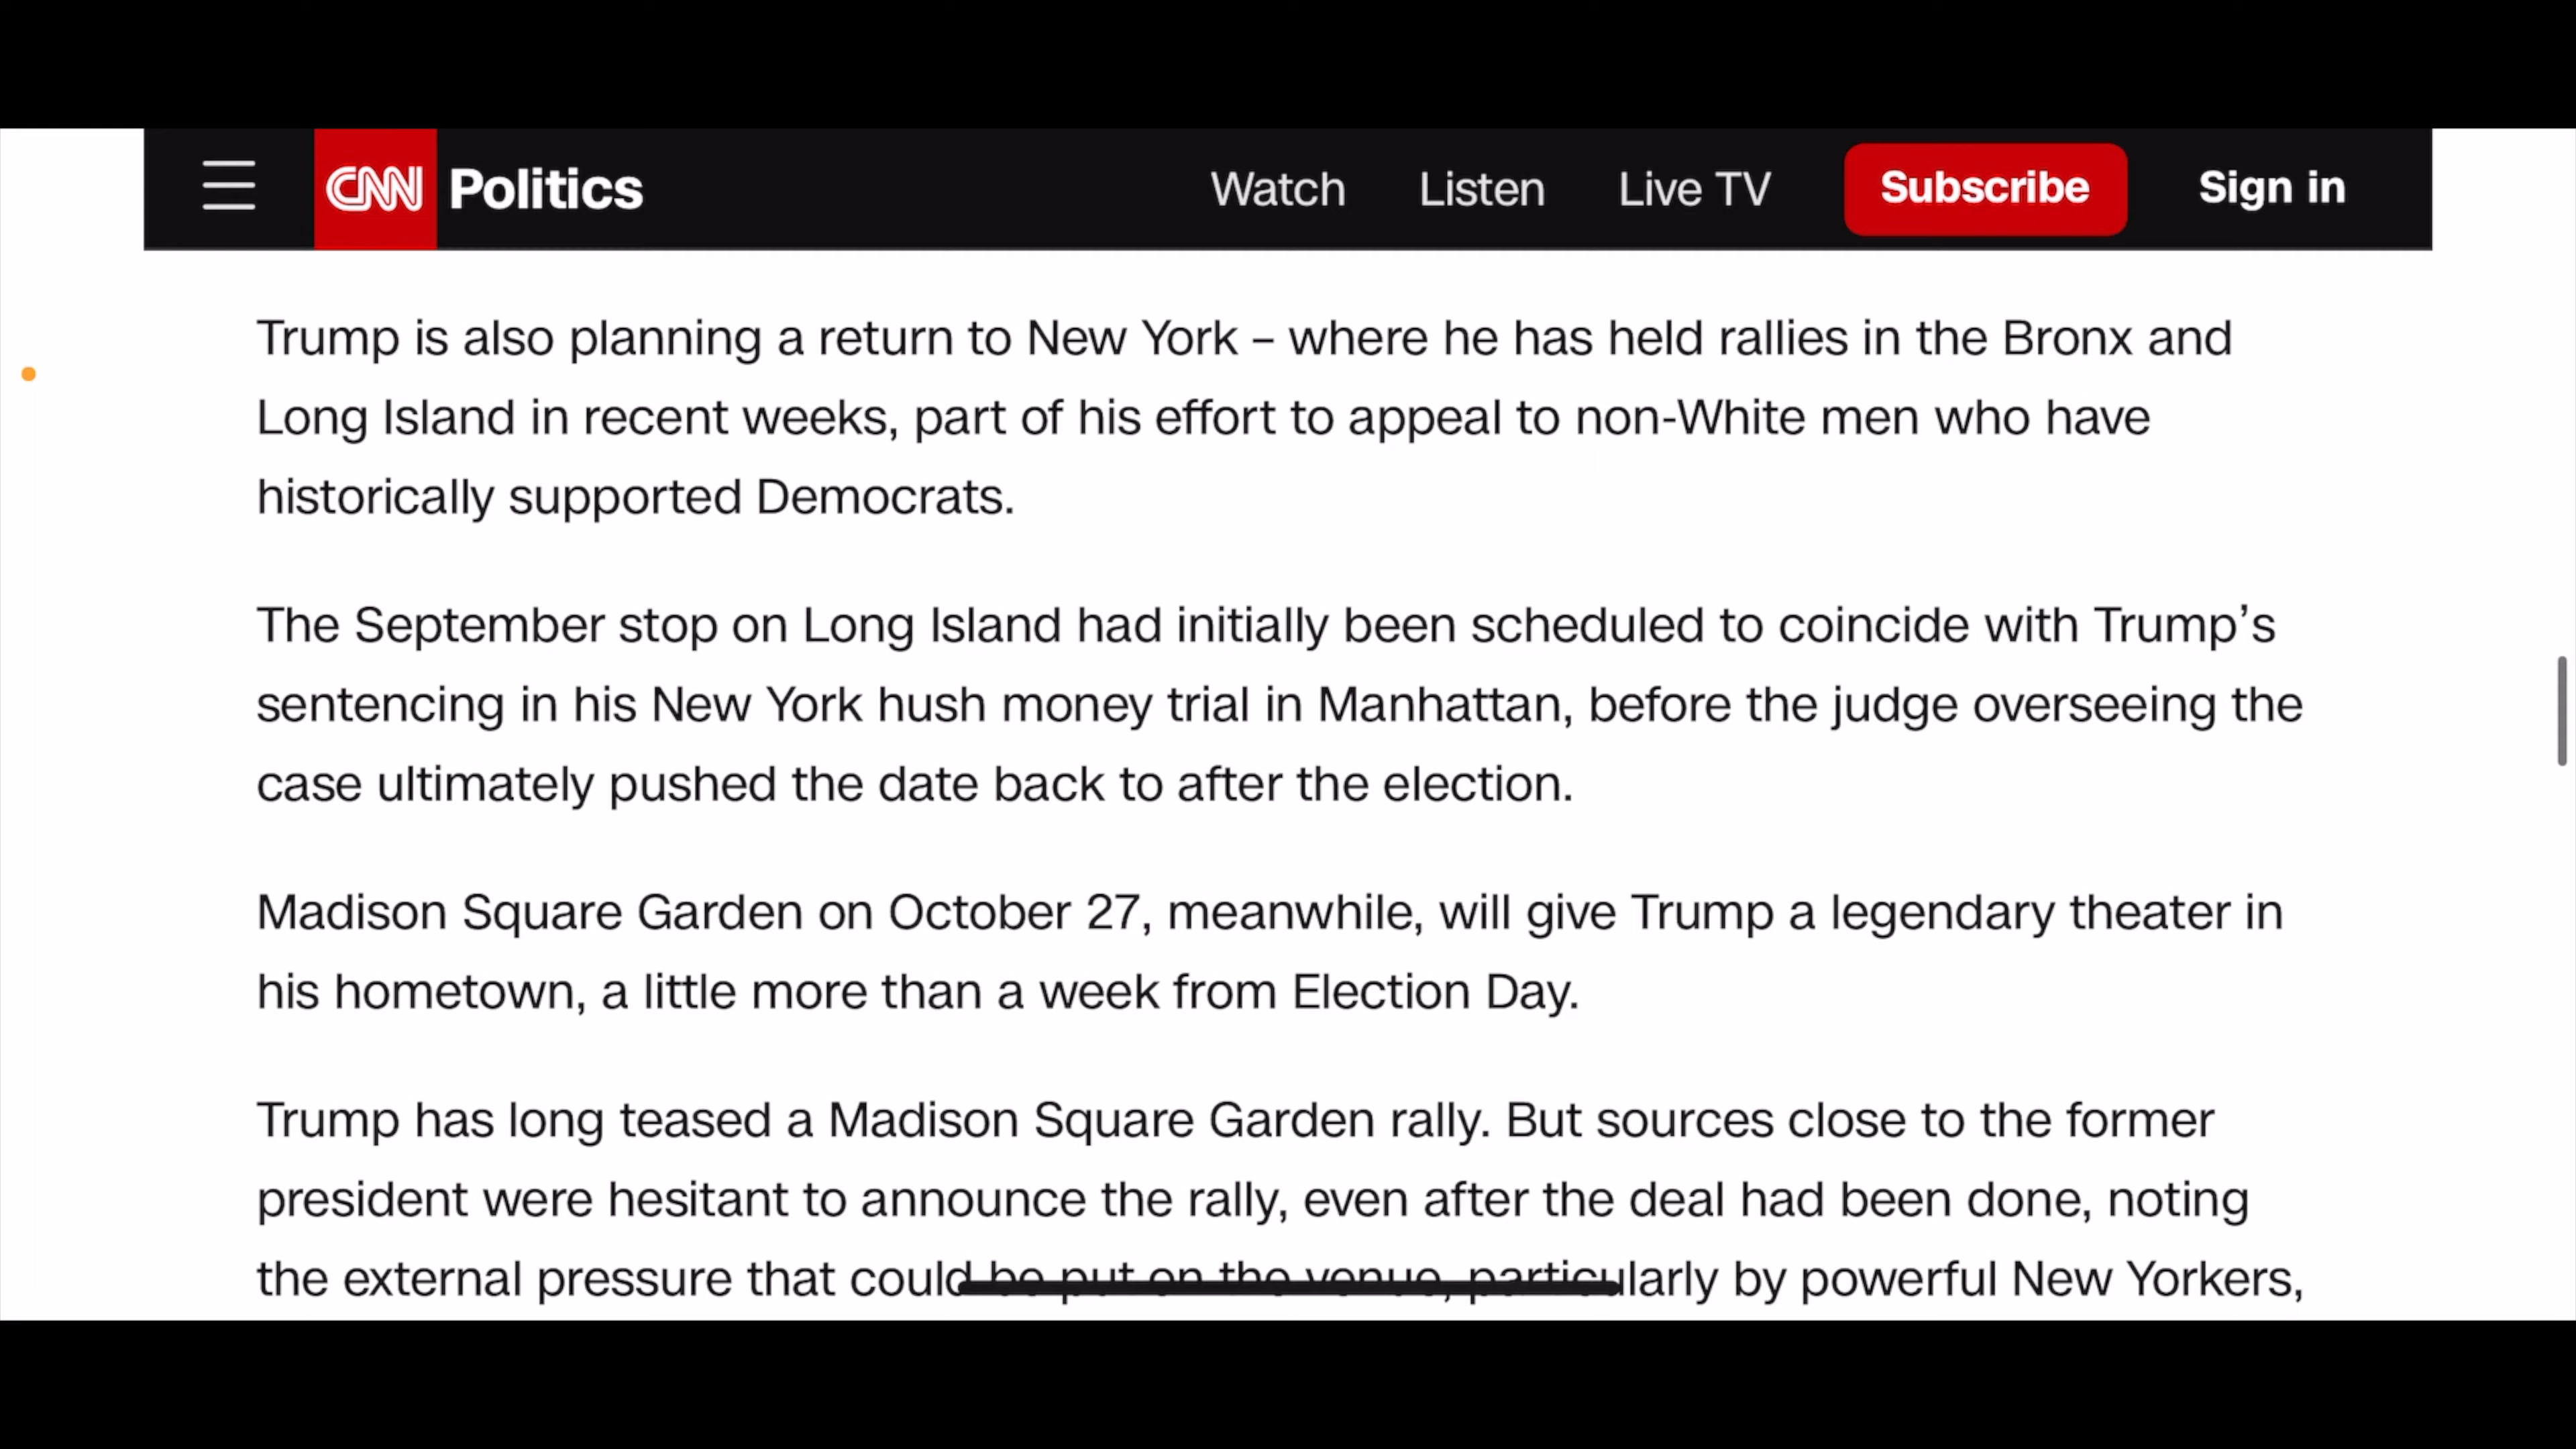 CNN Politics Watch Listen Live TV Subscribe Sign in
Trump is also planning a return to New York – where he has held rallies in the Bronx and
Long Island in recent weeks, part of his effort to appeal to non-White men who have
historically supported Democrats.
The September stop on Long Island had initially been scheduled to coincide with Trump’s
sentencing in his New York hush money trial in Manhattan, before the judge overseeing the
case ultimately pushed the date back to after the election.
Madison Square Garden on October 27, meanwhile, will give Trump a legendary theater in
his hometown, a little more than a week from Election Day.
Trump has long teased a Madison Square Garden rally. But sources close to the former
president were hesitant to announce the rally, even after the deal had been done, noting
the external pressure that could be put on the venue, particularly by powerful New Yorkers,